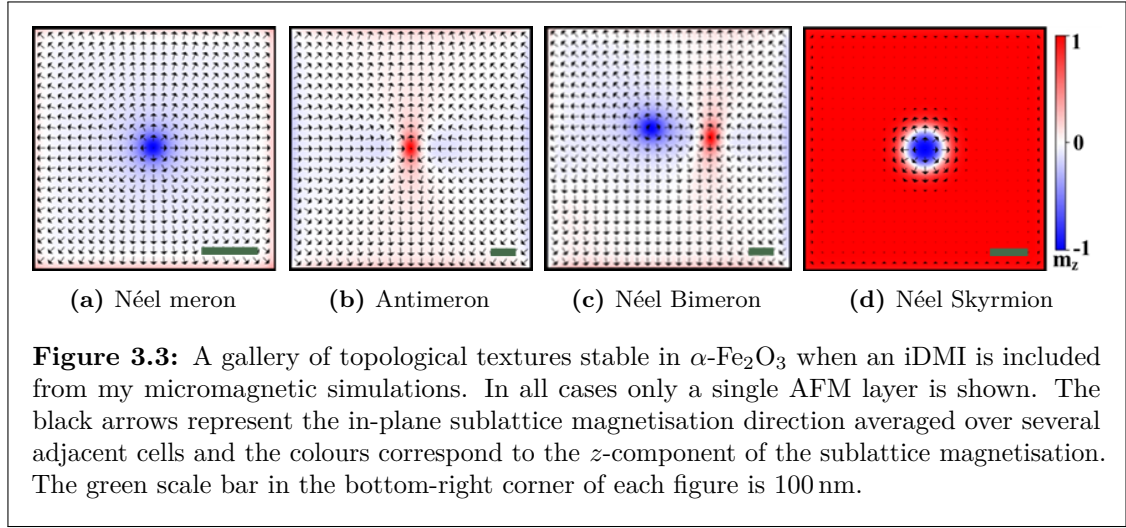 1
0
-1
m_z
(a) Néel meron
(b) Antimeron
(c) Néel Bimeron
(d) Néel Skyrmion
Figure 3.3: A gallery of topological textures stable in α-Fe₂O₃ when an iDMI is included
from my micromagnetic simulations. In all cases only a single AFM layer is shown. The
black arrows represent the in-plane sublattice magnetisation direction averaged over several
adjacent cells and the colours correspond to the z-component of the sublattice magnetisation.
The green scale bar in the bottom-right corner of each figure is 100 nm.